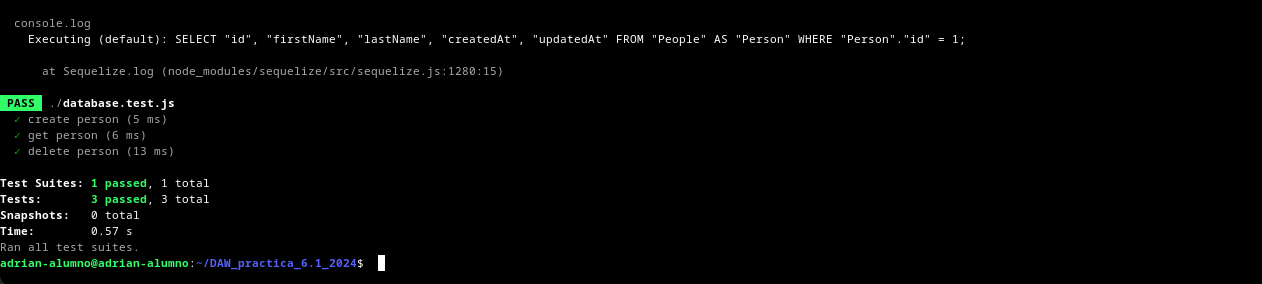 console.log
Executing (default): SELECT "id", "firstName", "lastName", "createdAt", "updatedAt" FROM "People" AS "Person" WHERE "Person"."id" = 1;
at Sequelize.log (node_modules/sequelize/src/sequelize.js:1280:15)
PASS ./database.test.js
✓ create person (5 ms)
✓ get person (6 ms)
✓ delete person (13 ms)
Test Suites: 1 passed, 1 total
Tests: 3 passed, 3 total
Snapshots: 0 total
Time: 0.57 s
Ran all test suites.
adrian-alumno@adrian-alumno:~/DAW_practica_6.1_2024$